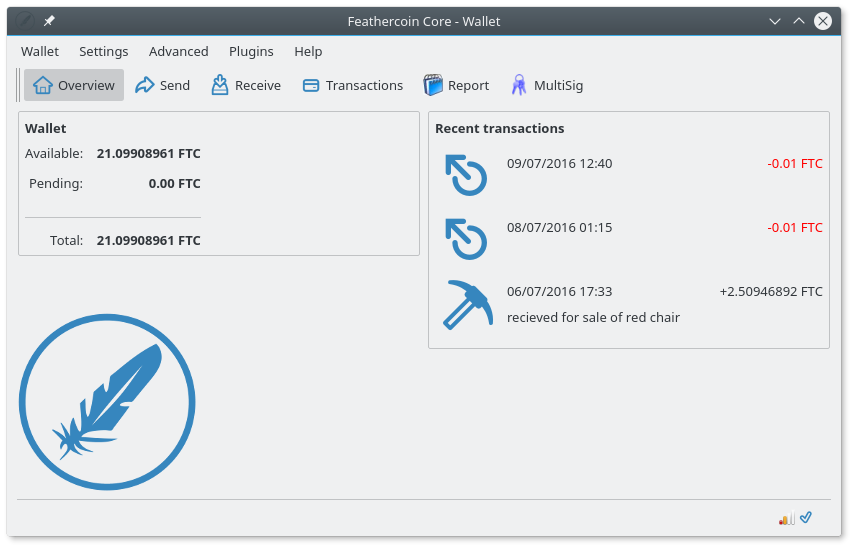 Feathercoin Core - Wallet
Wallet Settings Advanced Plugins Help
Overview Send Receive Transactions Report MultiSig
Wallet
Available: 21.09908961 FTC
Pending: 0.00 FTC
Total: 21.09908961 FTC
Recent transactions
09/07/2016 12:40 -0.01 FTC
08/07/2016 01:15 -0.01 FTC
06/07/2016 17:33 +2.50946892 FTC
recieved for sale of red chair